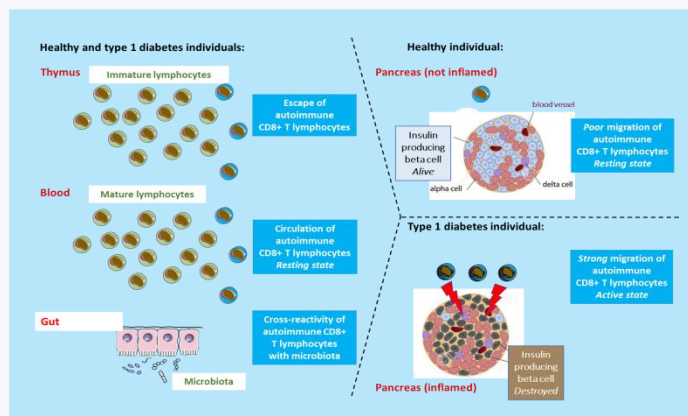 Healthy and type 1 diabetes individuals:
Thymus
Immature lymphocytes
Escape of
autoimmune
CD8+ T lymphocytes
Blood
Mature lymphocytes
Circulation of
autoimmune
CD8+ T lymphocytes
Resting state
Gut
Cross-reactivity of
autoimmune CD8+
T lymphocytes
with microbiota
Microbiota
Healthy individual:
Pancreas (not inflamed)
blood vessel
Insulin
producing
beta cell
Alive
alpha cell
delta cell
Poor migration of
autoimmune
CD8+ T lymphocytes
Resting state
Type 1 diabetes individual:
Strong migration of
autoimmune
CD8+ T lymphocytes
Active state
Insulin
producing
beta cell
Destroyed
Pancreas (inflamed)